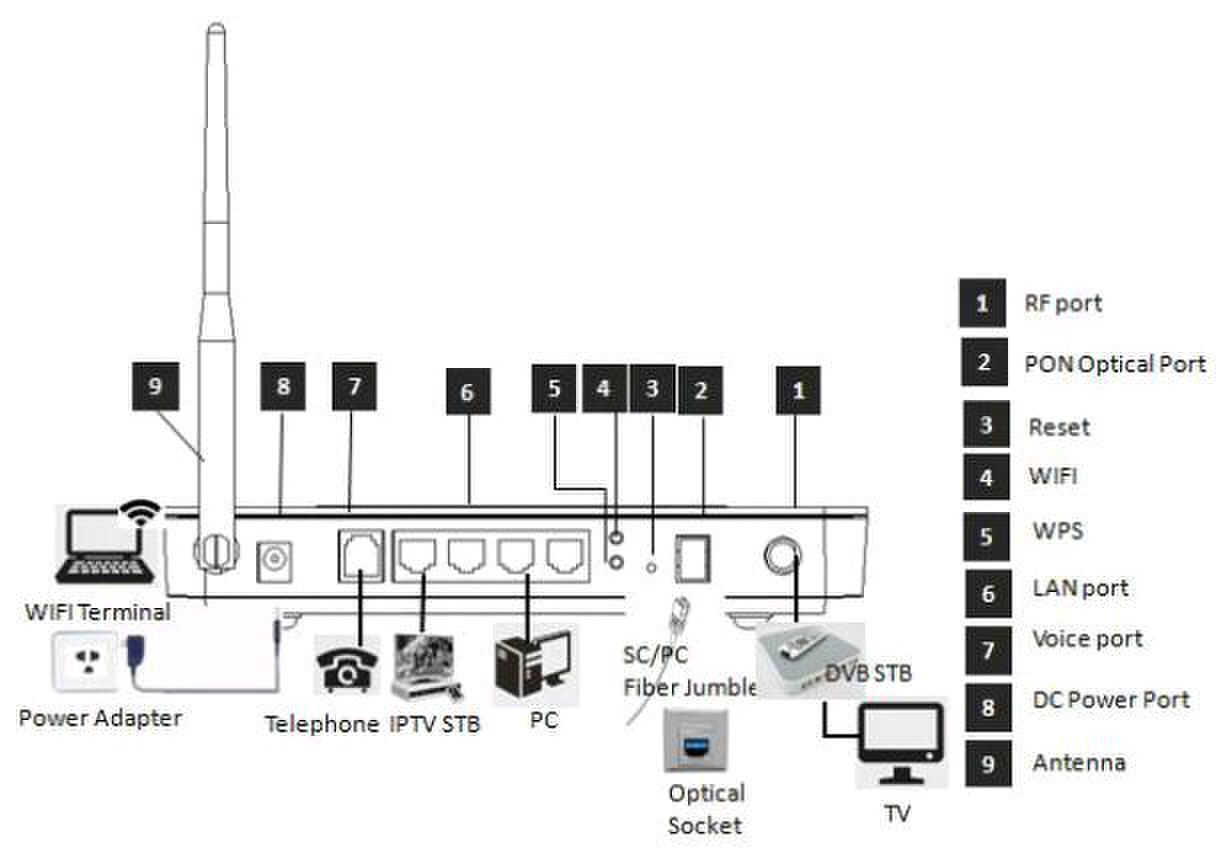 9
8
7
6
5
4
3
2
1
WIFI Terminal
Power Adapter
Telephone
IPTV STB
PC
SC/PC
Fiber Jumble
DVB STB
Optical
Socket
TV
1 RF port
2 PON Optical Port
3 Reset
4 WIFI
5 WPS
6 LAN port
7 Voice port
8 DC Power Port
9 Antenna